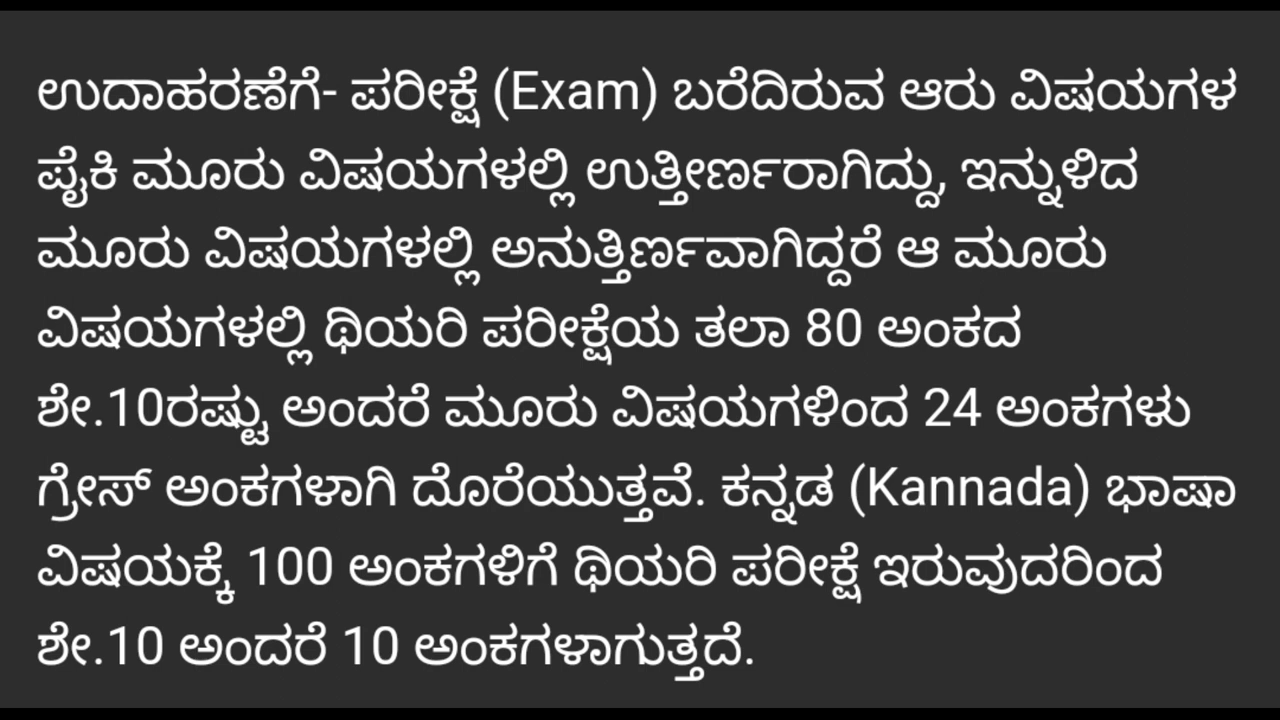 ಉದಾಹರಣೆಗೆ- ಪರೀಕ್ಷೆ (Exam) ಬರೆದಿರುವ ಆರು ವಿಷಯಗಳ
ಪೈಕಿ ಮೂರು ವಿಷಯಗಳಲ್ಲಿ ಉತ್ತೀರ್ಣರಾಗಿದ್ದು, ಇನ್ನುಳಿದ
ಮೂರು ವಿಷಯಗಳಲ್ಲಿ ಅನುತ್ತಿರ್ಣವಾಗಿದ್ದರೆ ಆ ಮೂರು
ವಿಷಯಗಳಲ್ಲಿ ಥಿಯರಿ ಪರೀಕ್ಷೆಯ ತಲಾ 80 ಅಂಕದ
ಶೇ.10ರಷ್ಟು ಅಂದರೆ ಮೂರು ವಿಷಯಗಳಿಂದ 24 ಅಂಕಗಳು
ಗ್ರೇಸ್ ಅಂಕಗಳಾಗಿ ದೊರೆಯುತ್ತವೆ. ಕನ್ನಡ (Kannada) ಭಾಷಾ
ವಿಷಯಕ್ಕೆ 100 ಅಂಕಗಳಿಗೆ ಥಿಯರಿ ಪರೀಕ್ಷೆ ಇರುವುದರಿಂದ
ಶೇ.10 ಅಂದರೆ 10 ಅಂಕಗಳಾಗುತ್ತದೆ.